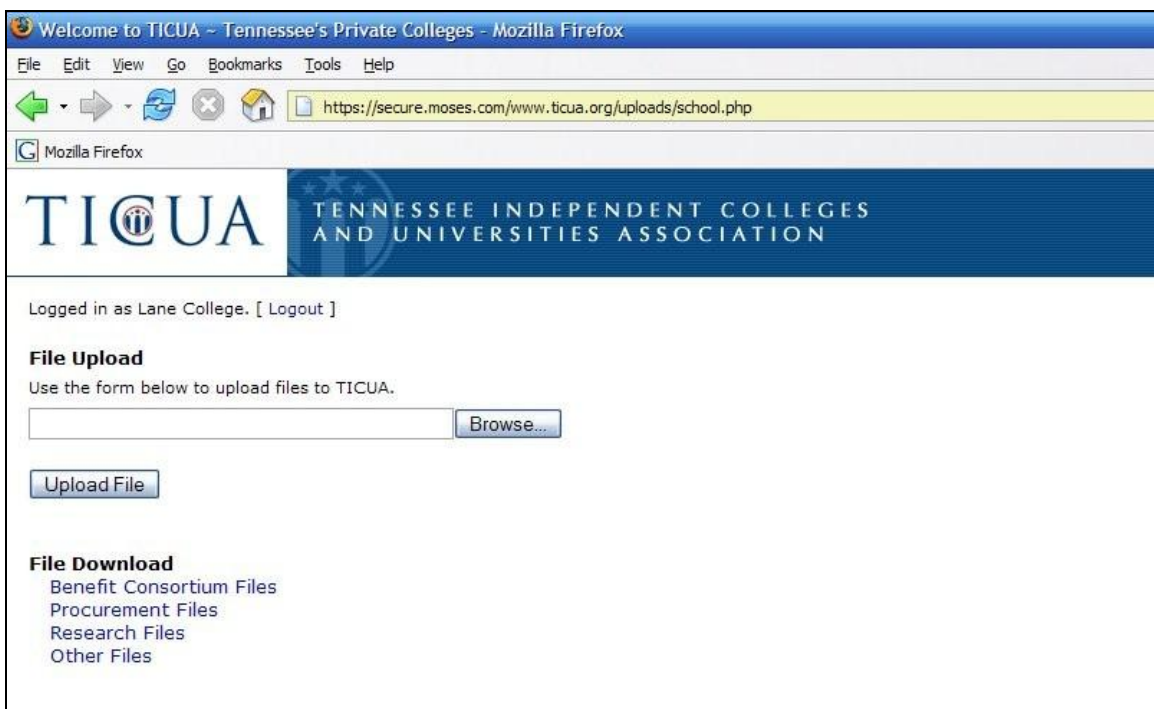 Welcome to TICUA ~ Tennessee's Private Colleges - Mozilla Firefox
File Edit View Go Bookmarks Tools Help
https://secure.moses.com/www.ticua.org/uploads/school.php
G Mozilla Firefox
TICUA
TENNESSEE INDEPENDENT COLLEGES
AND UNIVERSITIES ASSOCIATION
Logged in as Lane College. [ Logout ]
File Upload
Use the form below to upload files to TICUA.
Browse...
Upload File
File Download
Benefit Consortium Files
Procurement Files
Research Files
Other Files